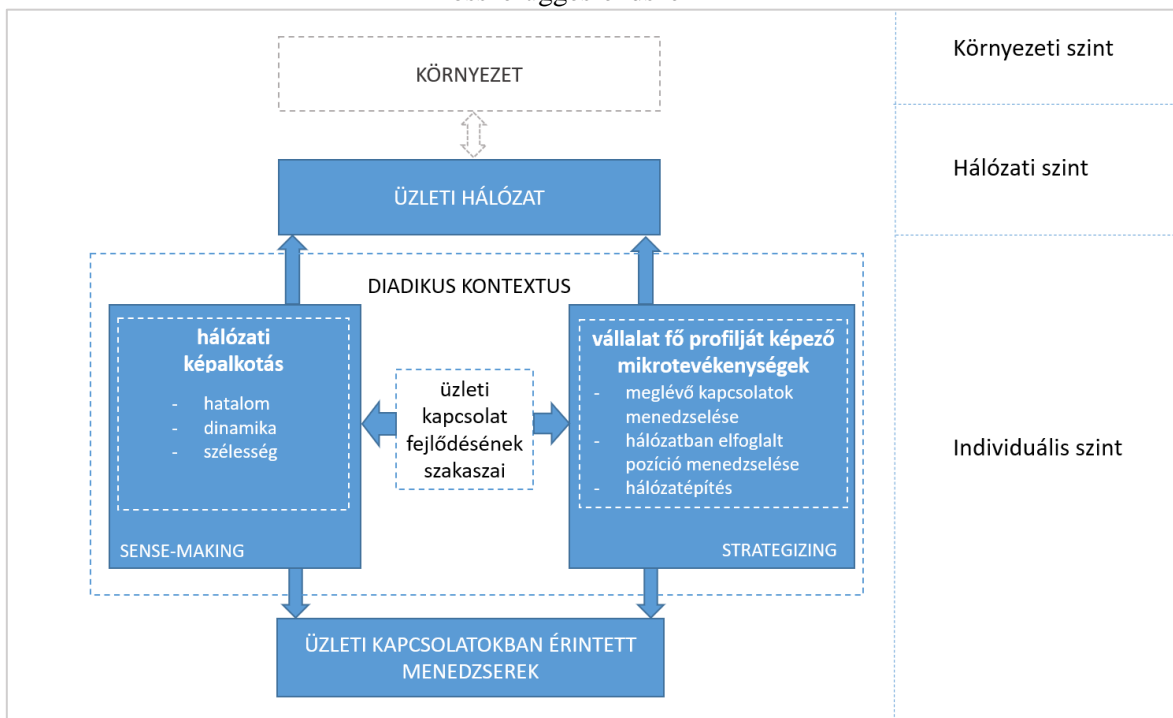 KÖRNYEZET
Környezeti szint
ÜZLETI HÁLÓZAT
Hálózati szint
DIADIKUS KONTEXTUS
hálózati
képalkotás
- hatalom
- dinamika
- szélesség
SENSE-MAKING
üzleti
kapcsolat
fejlődésének
szakaszai
vállalat fő profilját képező
mikrotevékenységek
- meglévő kapcsolatok
menedzselése
- hálózatban elfoglalt
pozíció menedzselése
- hálózatépítés
STRATEGIZING
Individuális szint
ÜZLETI KAPCSOLATOKBAN ÉRINTETT
MENEDZSEREK